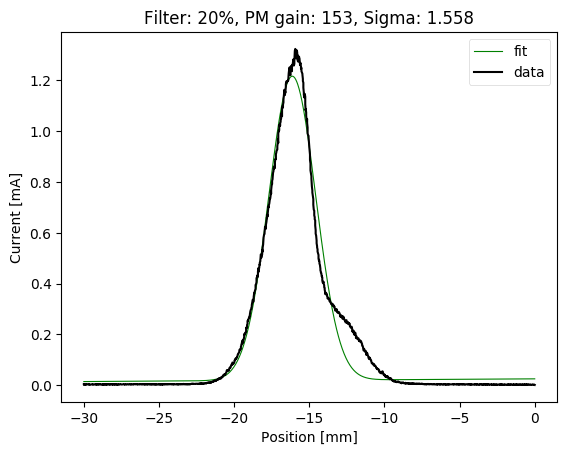 Filter: 20%, PM gain: 153, Sigma: 1.558
fit
data
Current [mA]
1.2
1.0
0.8
0.6
0.4
0.2
0.0
−30 −25 −20 −15 −10 −5 0
Position [mm]